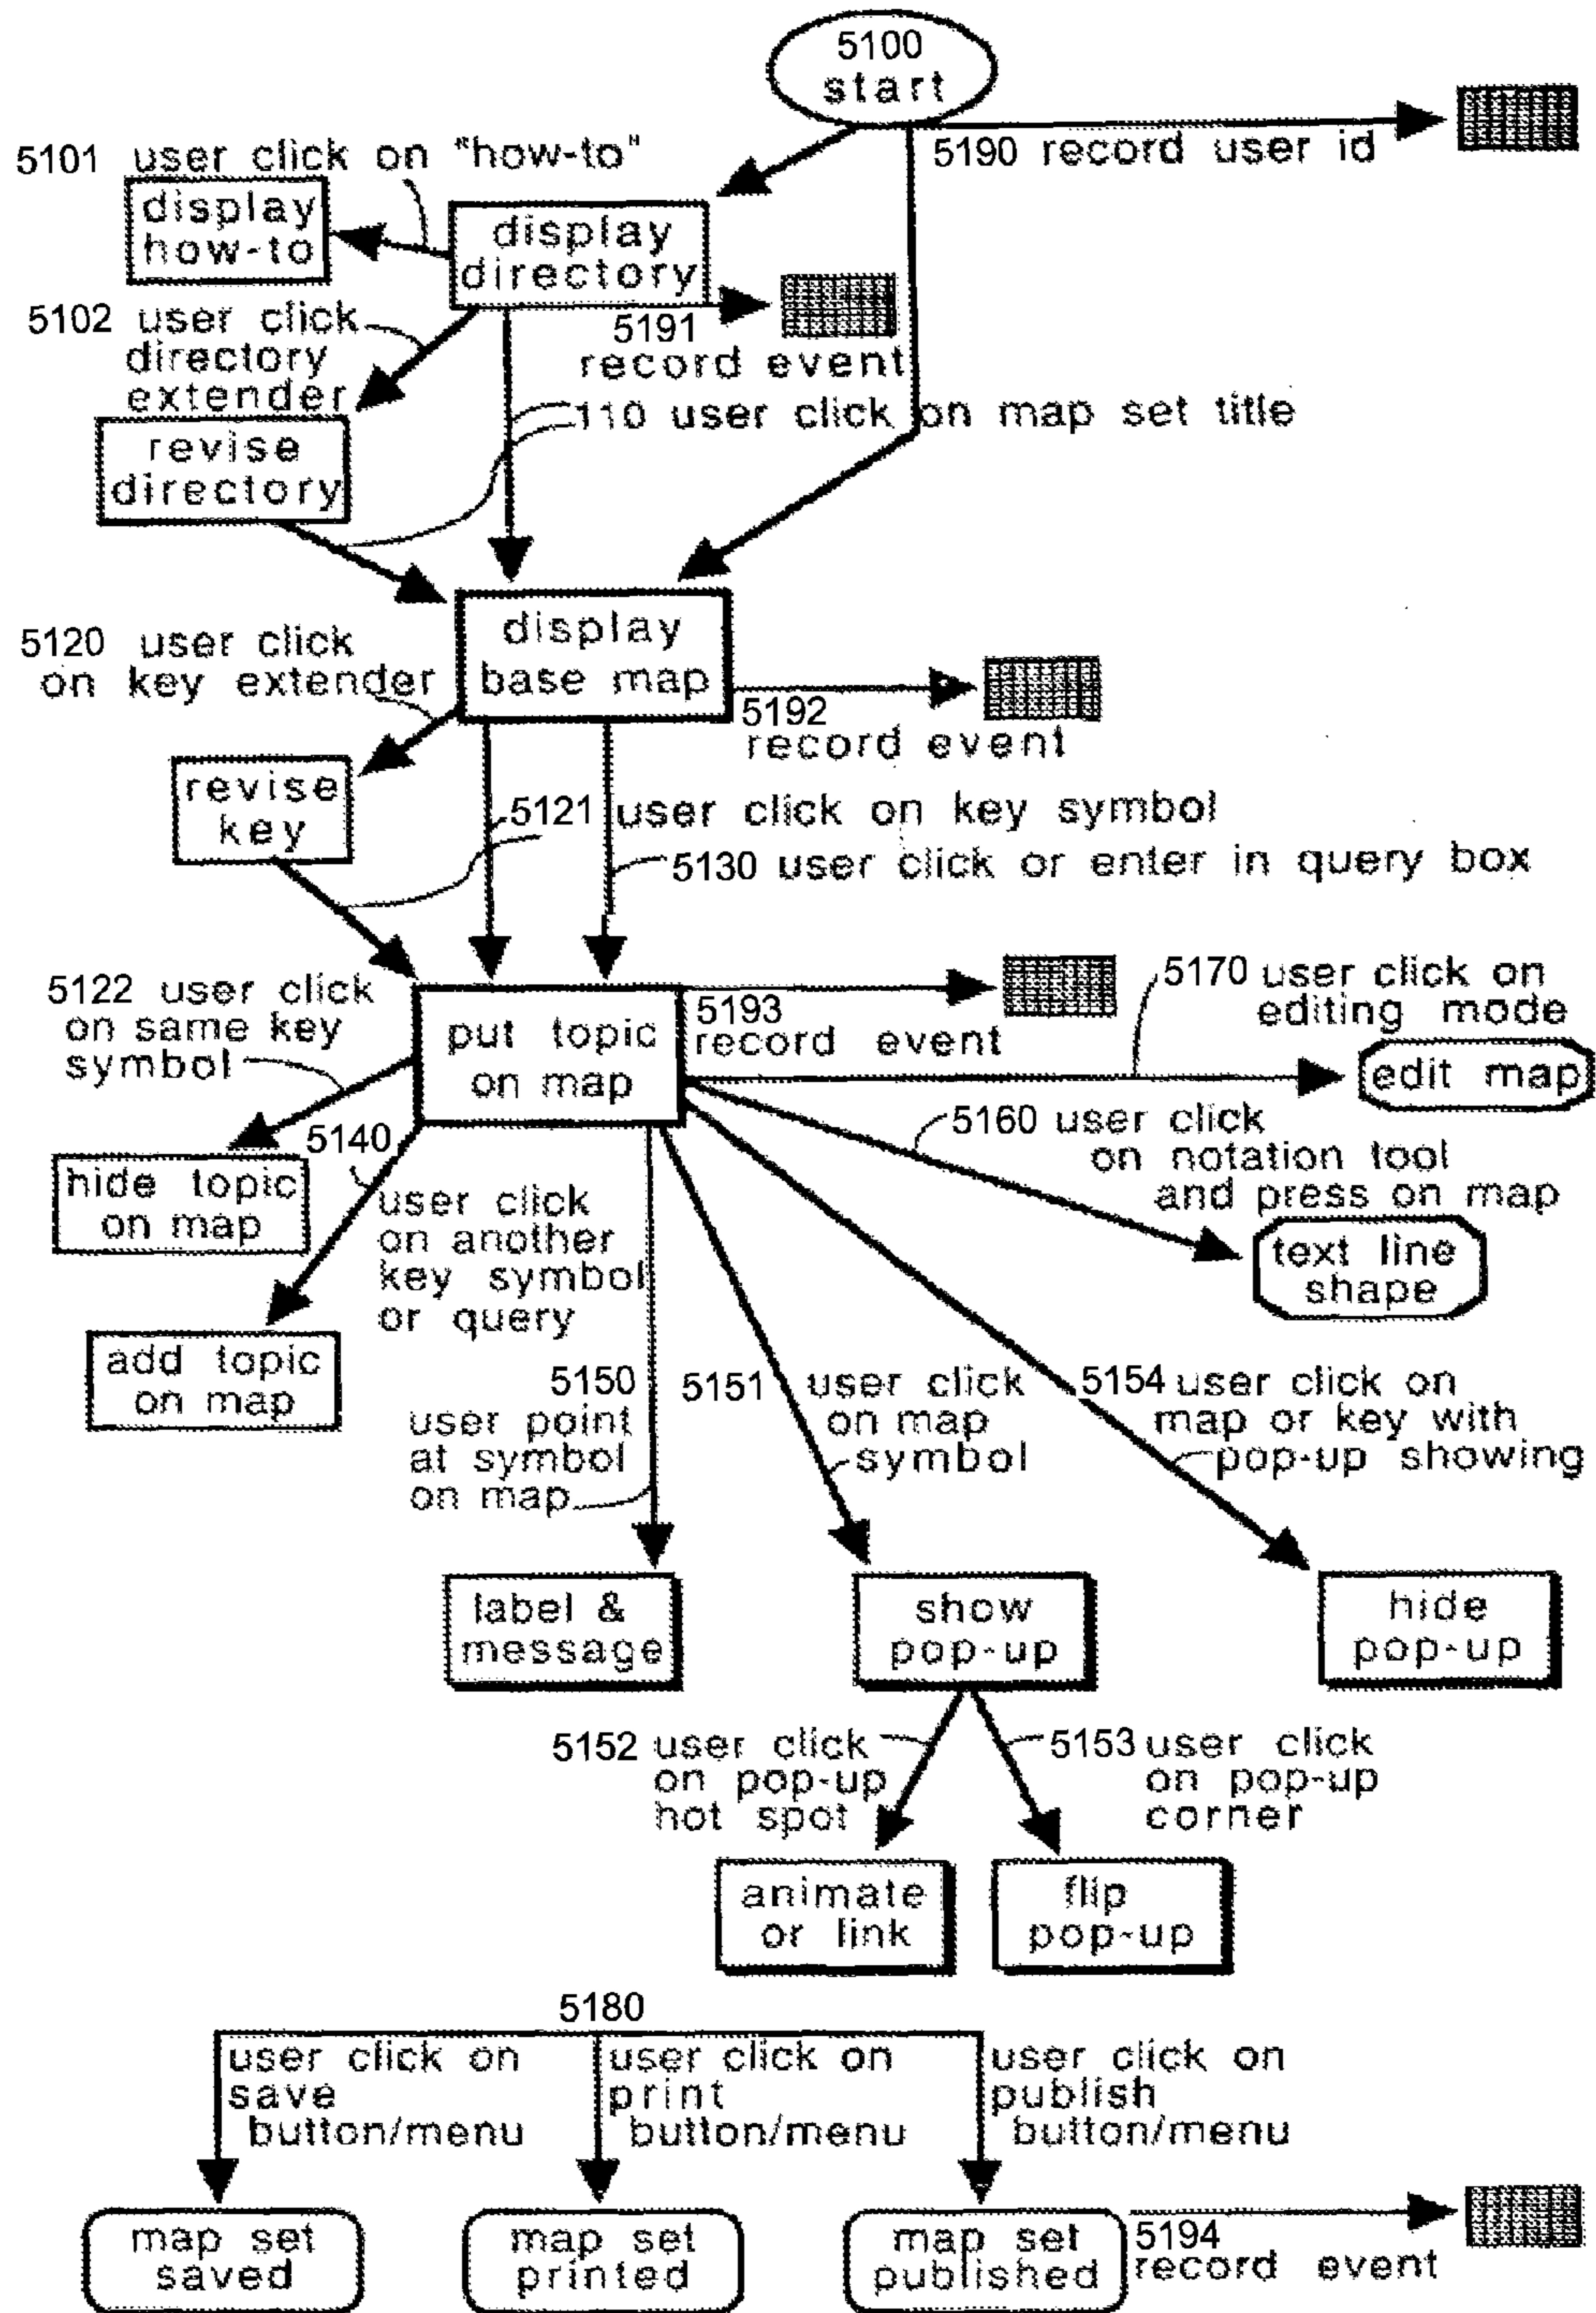 5100
start
5190 record user id
5101 user click on "how-to"
display
how-to
display
directory
5102 user click
directory
extender
5191
record event
110 user click on map set title
revise
directory
display
base map
5120 user click
on key extender
5192
record event
revise
key
5121 user click on key symbol
5130 user click or enter in query box
5122 user click
on same key
symbol
put topic
on map
5193
record event
5170 user click on
editing mode
edit map
5160 user click
on notation tool
and press on map
text line
shape
hide topic
on map
5140
user click
on another
key symbol
or query
add topic
on map
5150
user point
at symbol
on map
5151 user click
on map
symbol
5154 user click on
map or key with
pop-up showing
label &
message
show
pop-up
hide
pop-up
5152 user click
on pop-up
hot spot
5153 user click
on pop-up
corner
animate
or link
flip
pop-up
5180
user click on
save
button/menu
user click on
print
button/menu
user click on
publish
button/menu
map set
saved
map set
printed
map set
published
5194
record event